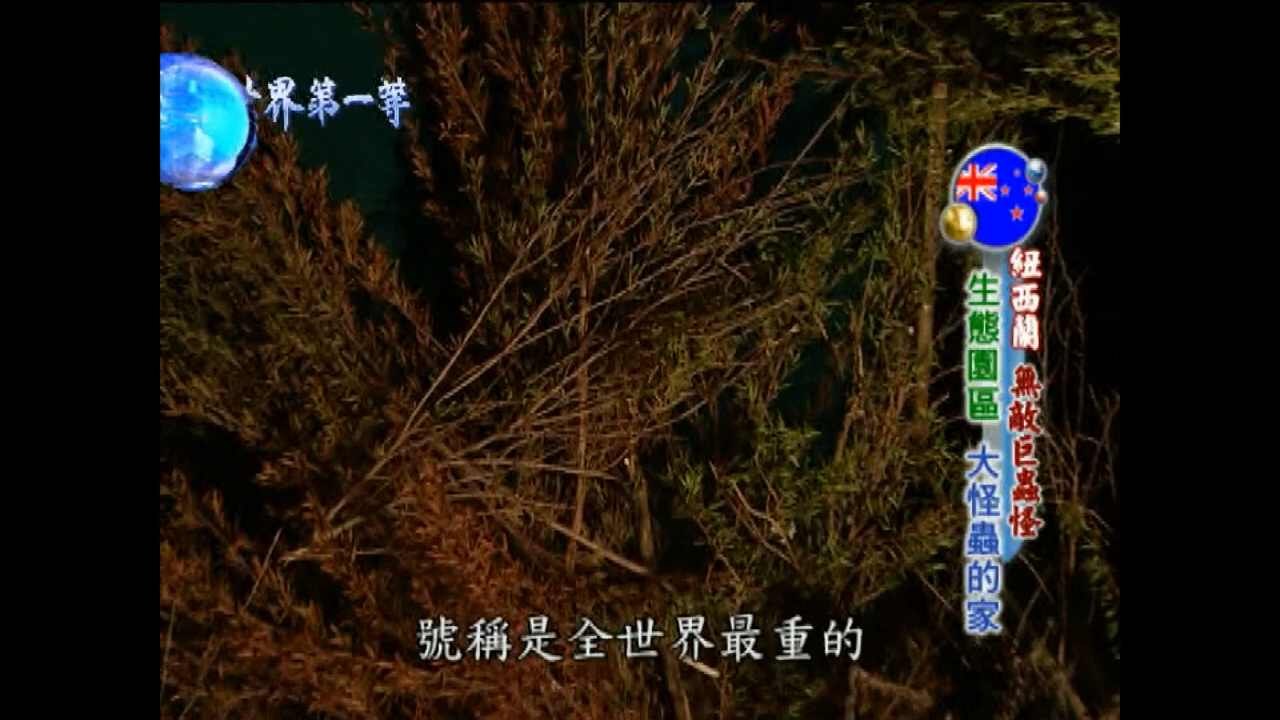 界第一等
紐西蘭 無敵巨蟲怪
生態園區 大怪蟲的家
號稱是全世界最重的